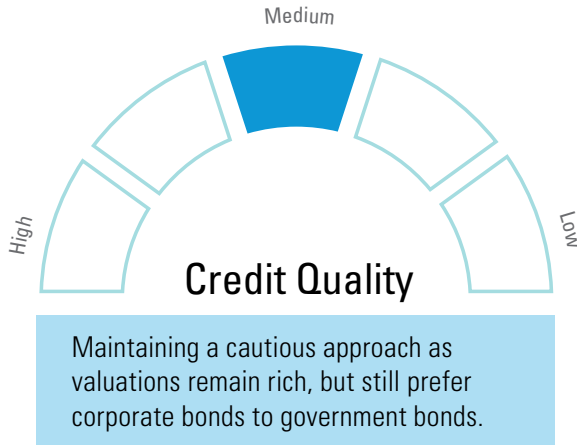 Medium
High
Low
Credit Quality
Maintaining a cautious approach as
valuations remain rich, but still prefer
corporate bonds to government bonds.